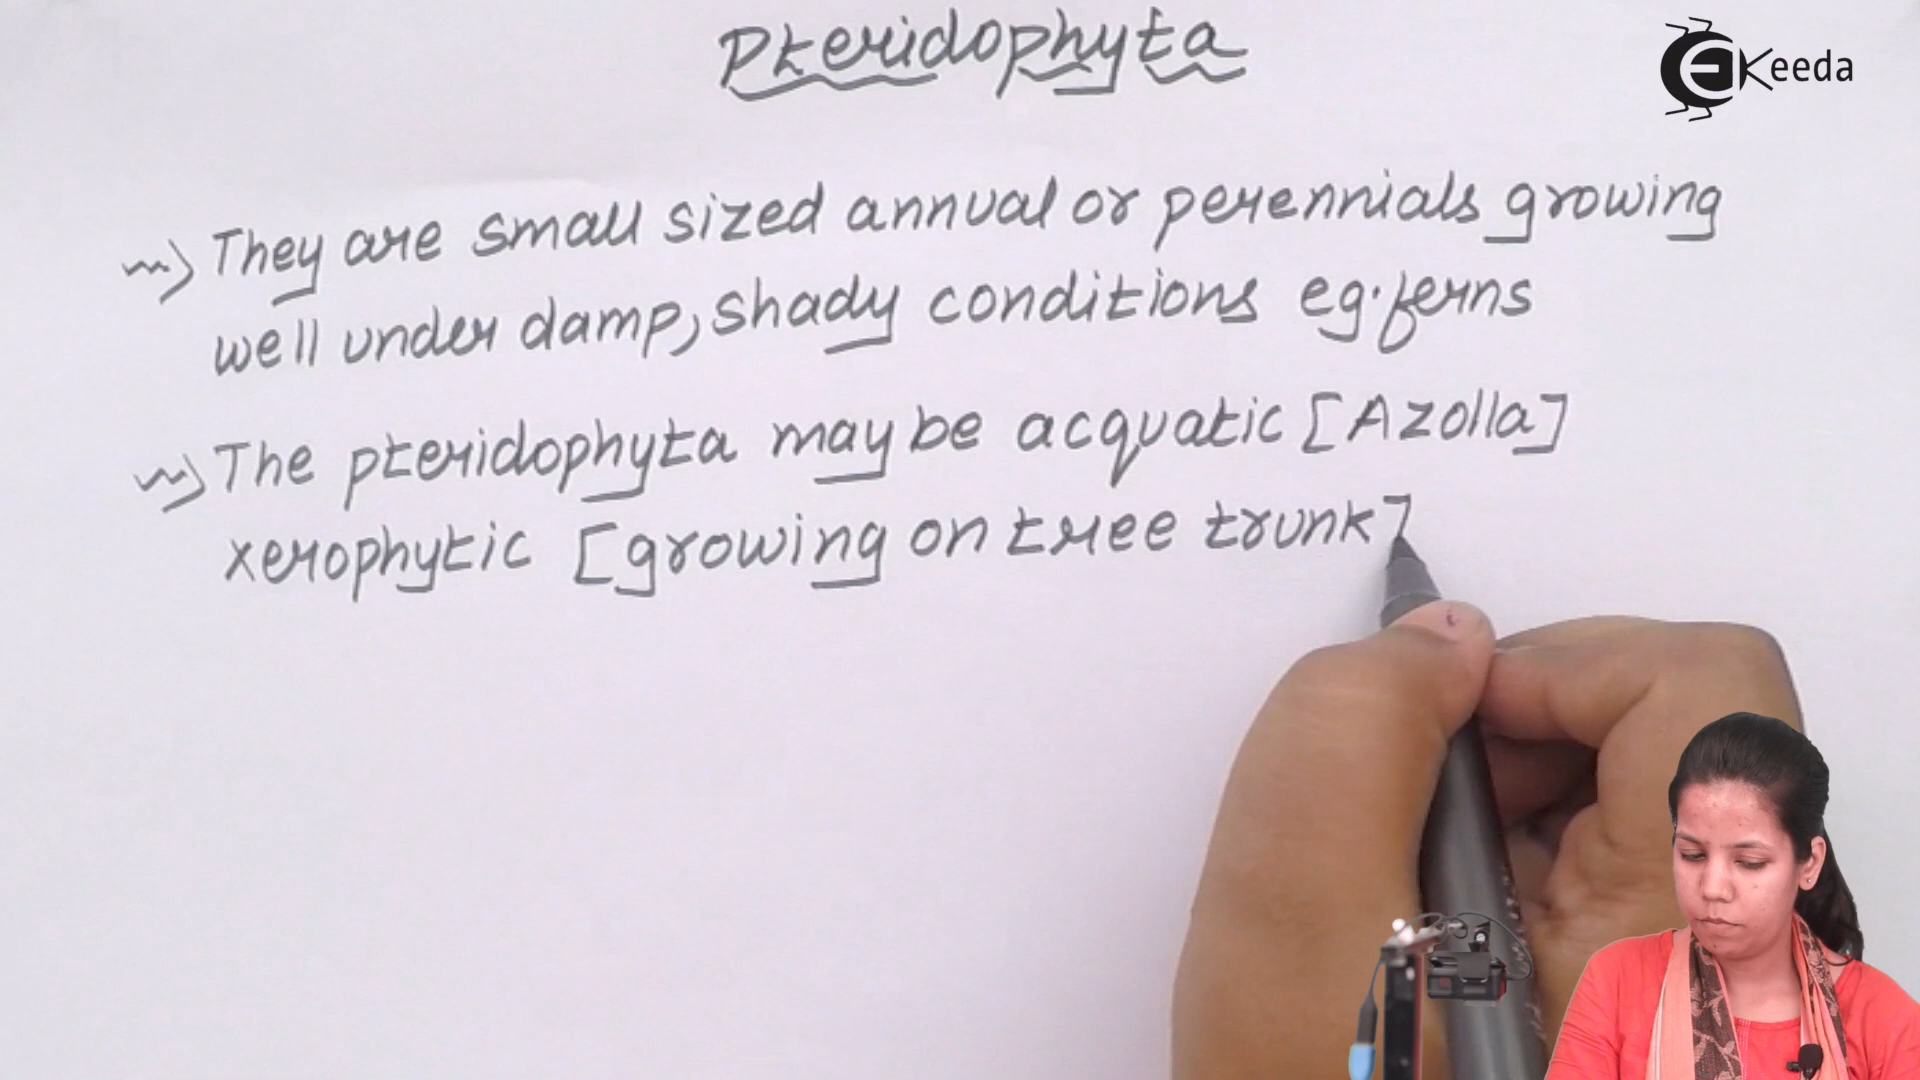 Pteridophyta
EKeeda
They are small sized annual or perennials growing
well under damp, shady conditions eg. ferns
The pteridophyta may be acquatic [Azolla]
xerophytic [growing on tree trunk]